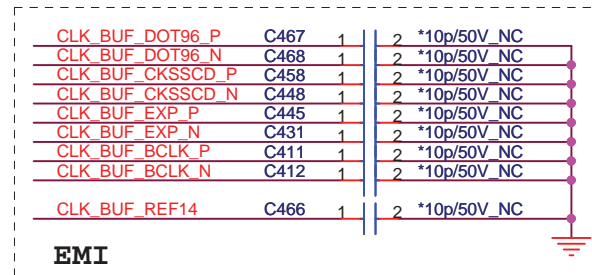 CLK_BUF_DOT96_P C467 1 2 *10p/50V_NC
CLK_BUF_DOT96_N C468 1 2 *10p/50V_NC
CLK_BUF_CKSSCD_P C458 1 2 *10p/50V_NC
CLK_BUF_CKSSCD_N C448 1 2 *10p/50V_NC
CLK_BUF_EXP_P C445 1 2 *10p/50V_NC
CLK_BUF_EXP_N C431 1 2 *10p/50V_NC
CLK_BUF_BCLK_P C411 1 2 *10p/50V_NC
CLK_BUF_BCLK_N C412 1 2 *10p/50V_NC
CLK_BUF_REF14 C466 1 2 *10p/50V_NC
EMI